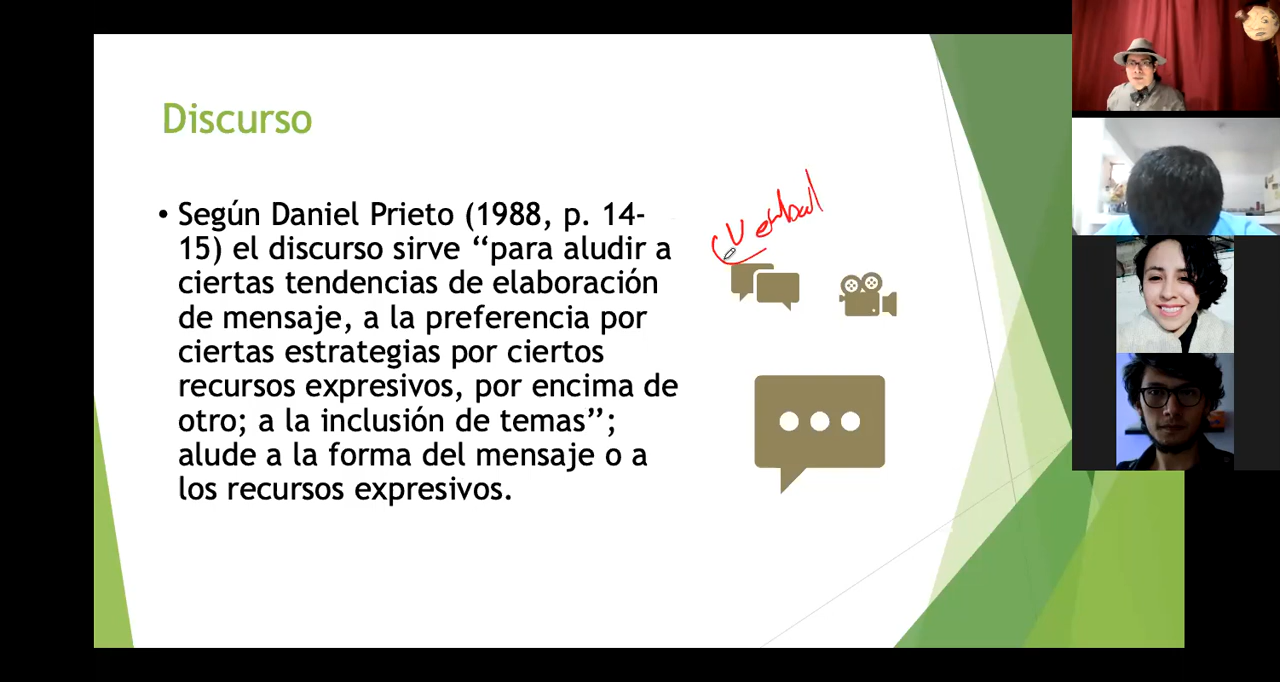 Discurso
• Según Daniel Prieto (1988, p. 14-
15) el discurso sirve “para aludir a
ciertas tendencias de elaboración
de mensaje, a la preferencia por
ciertas estrategias por ciertos
recursos expresivos, por encima de
otro; a la inclusión de temas”;
alude a la forma del mensaje o a
los recursos expresivos.
Verbal